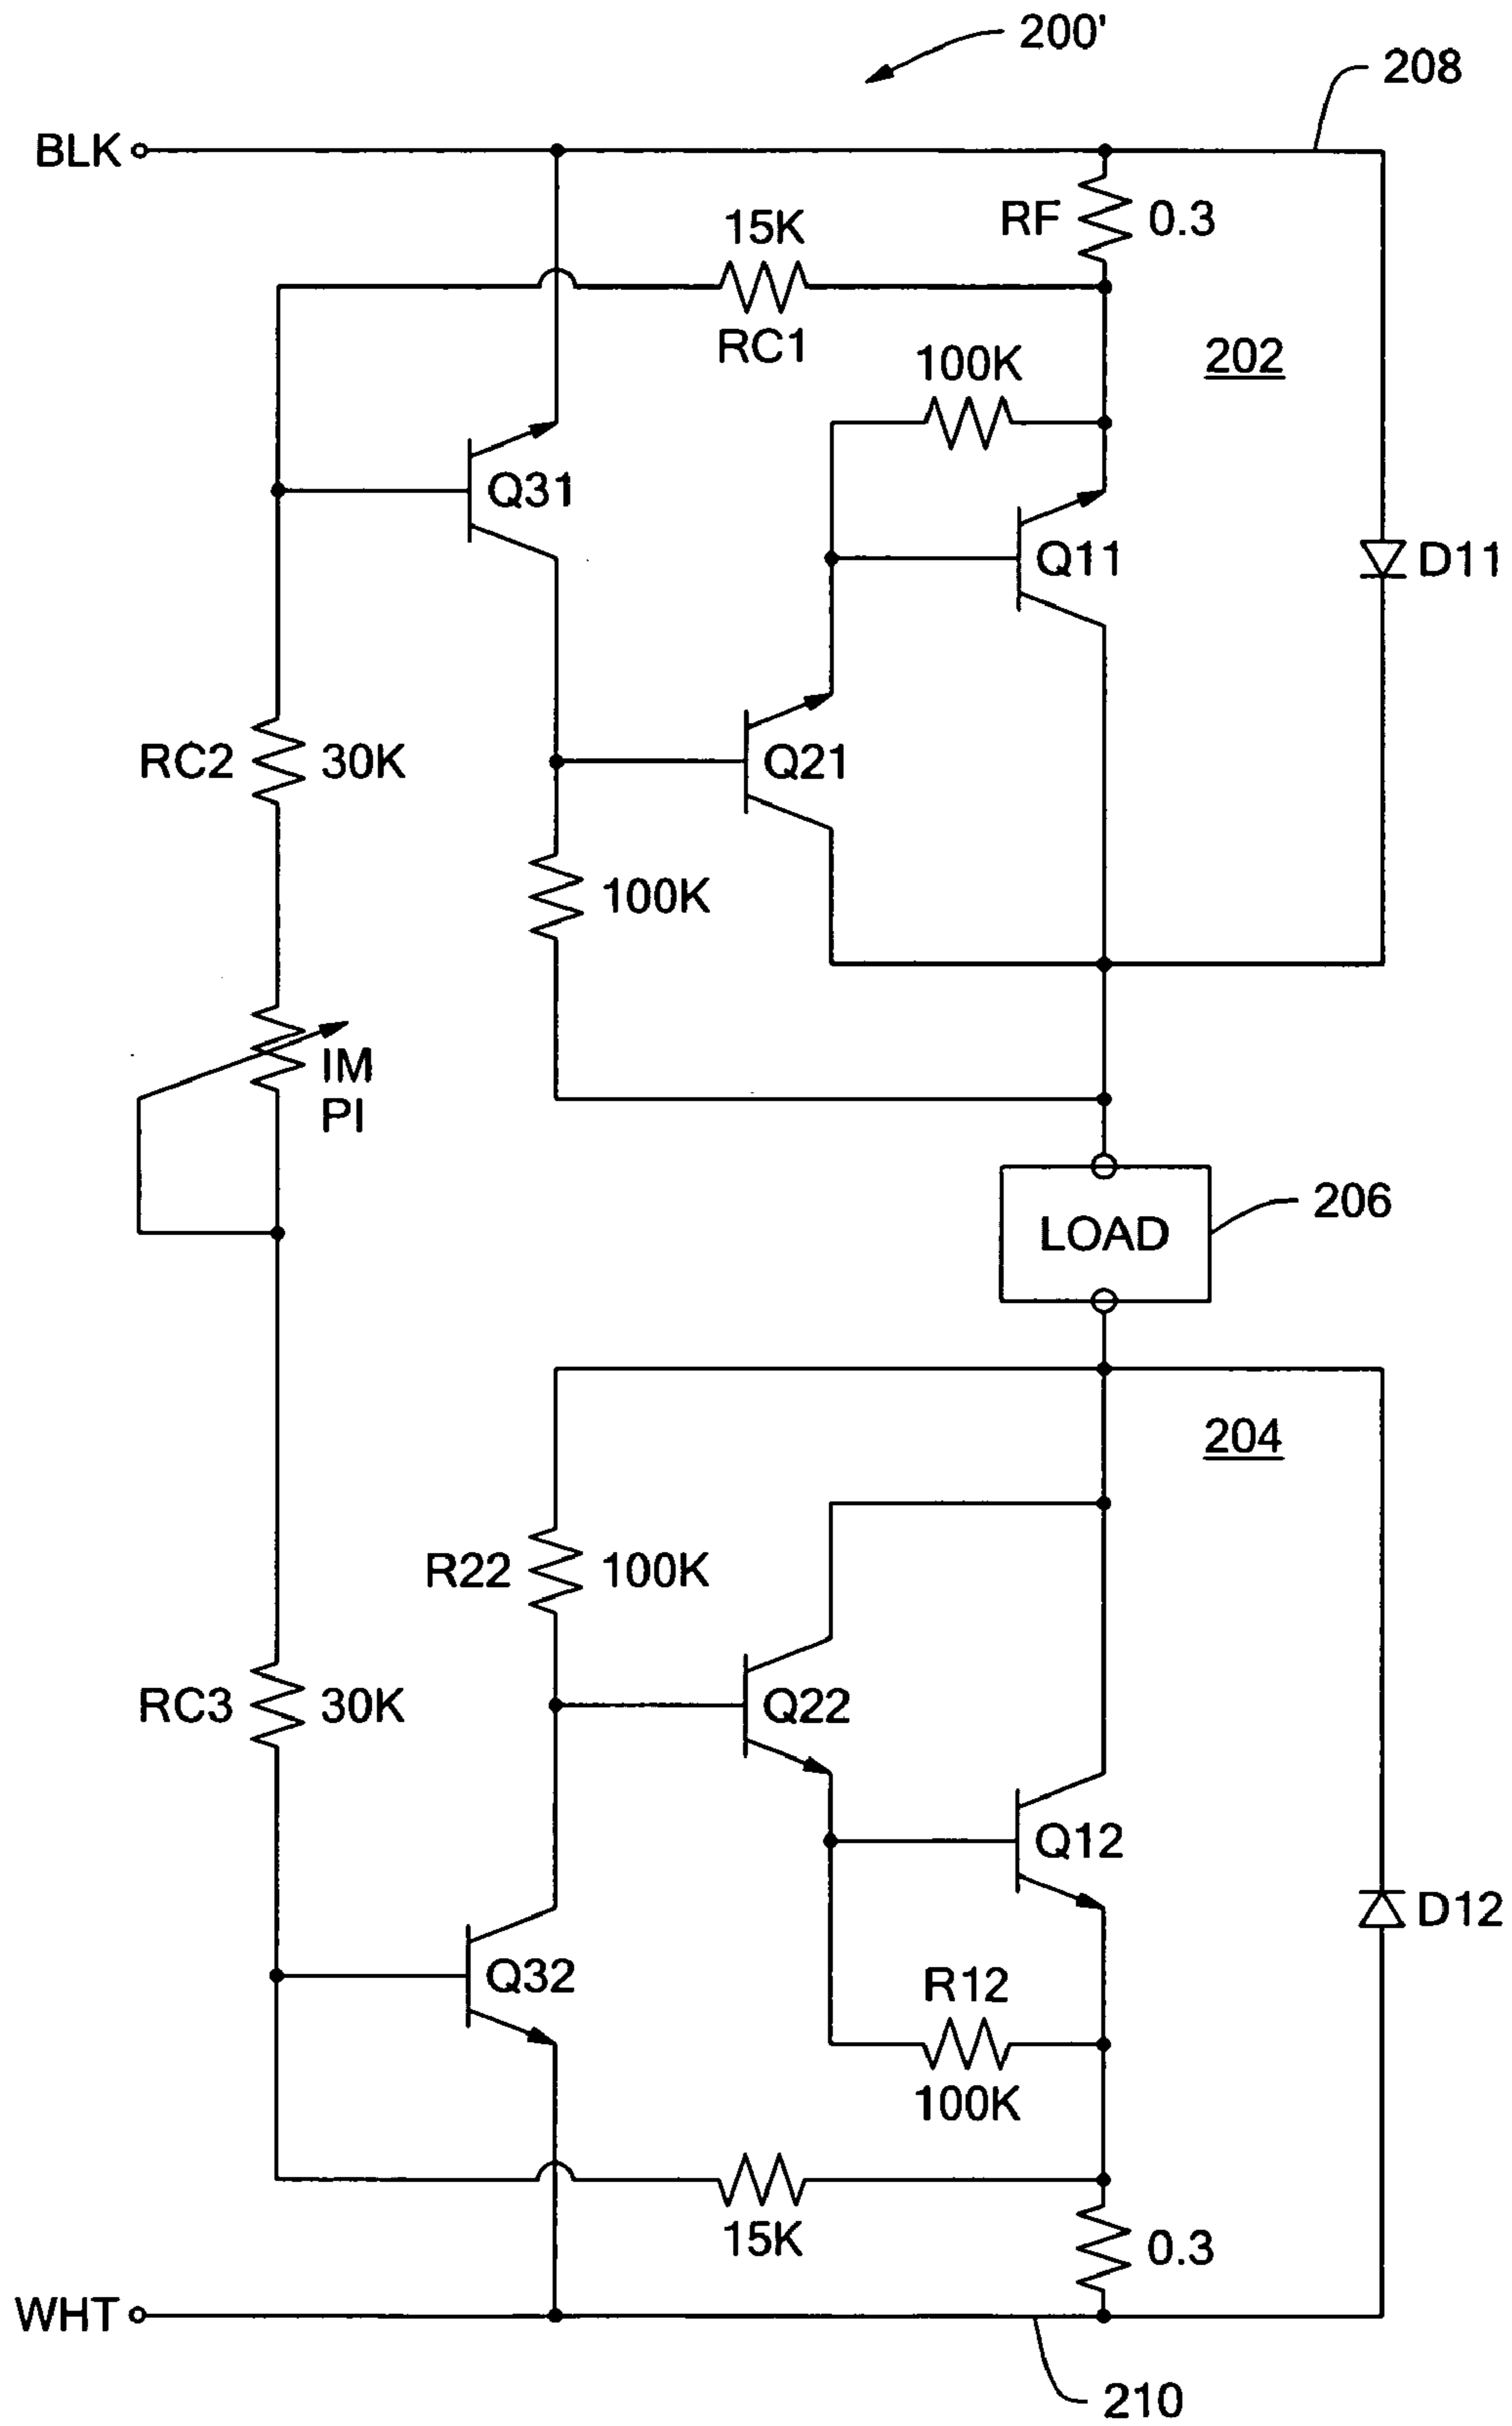 200'
208
BLK
RF 0.3
15K
RC1
202
100K
Q31
Q11
D11
RC2 30K
Q21
100K
IM
PI
206
LOAD
204
R22 100K
RC3 30K
Q22
Q12
D12
Q32
R12
100K
15K
0.3
WHT
210